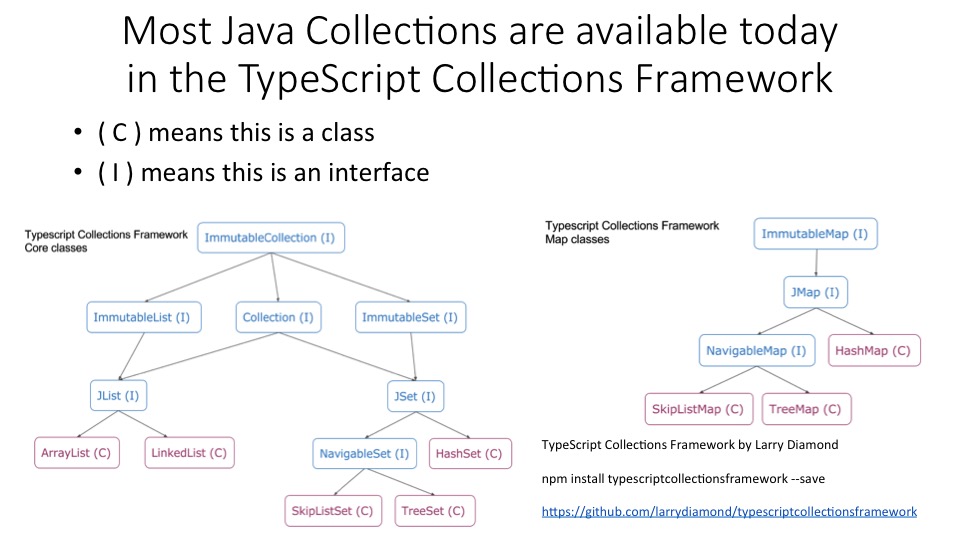 Most Java Collections are available today
in the TypeScript Collections Framework
• ( C ) means this is a class
• ( I ) means this is an interface
Typescript Collections Framework
Core classes
ImmutableCollection (I)
ImmutableList (I)
Collection (I)
ImmutableSet (I)
JList (I)
JSet (I)
ArrayList (C)
LinkedList (C)
NavigableSet (I)
HashSet (C)
SkipListSet (C)
TreeSet (C)
Typescript Collections Framework
Map classes
ImmutableMap (I)
JMap (I)
NavigableMap (I)
HashMap (C)
SkipListMap (C)
TreeMap (C)
TypeScript Collections Framework by Larry Diamond
npm install typescriptcollectionsframework --save
https://github.com/larrydiamond/typescriptcollectionsframework